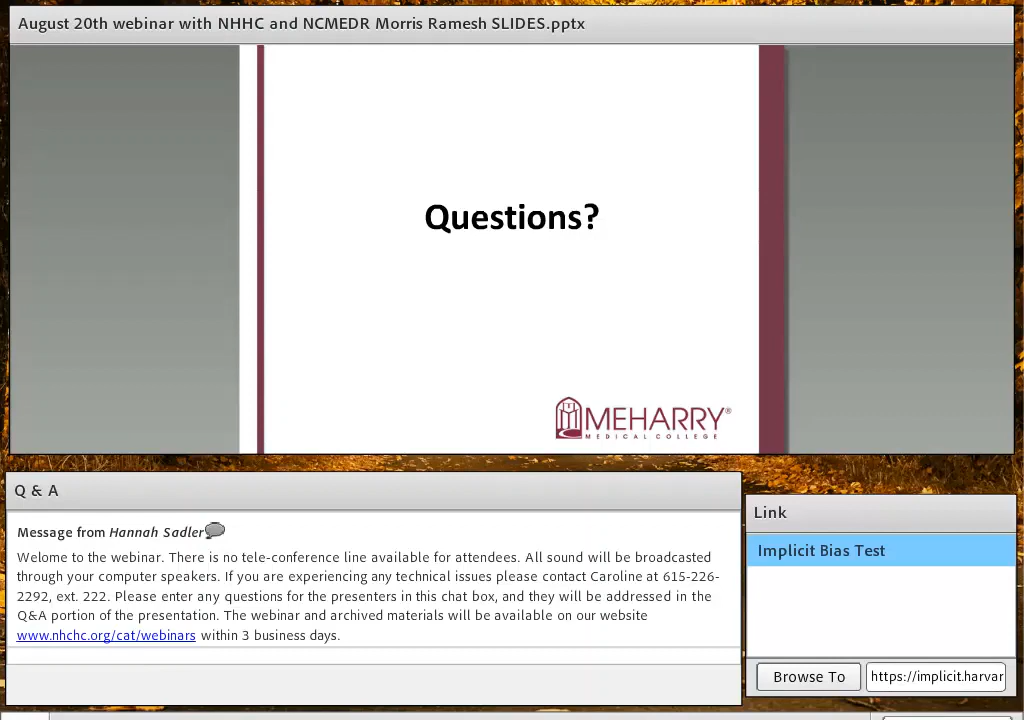 August 20th webinar with NHHC and NCMEDR Morris Ramesh SLIDES.pptx
Questions?
MEHARRY®
MEDICAL COLLEGE
Q & A
Message from Hannah Sadler
Welome to the webinar. There is no tele-conference line available for attendees. All sound will be broadcasted
through your computer speakers. If you are experiencing any technical issues please contact Caroline at 615-226-
2292, ext. 222. Please enter any questions for the presenters in this chat box, and they will be addressed in the
Q&A portion of the presentation. The webinar and archived materials will be available on our website
www.nhchc.org/cat/webinars within 3 business days.
Link
Implicit Bias Test
Browse To
https://implicit.harvar